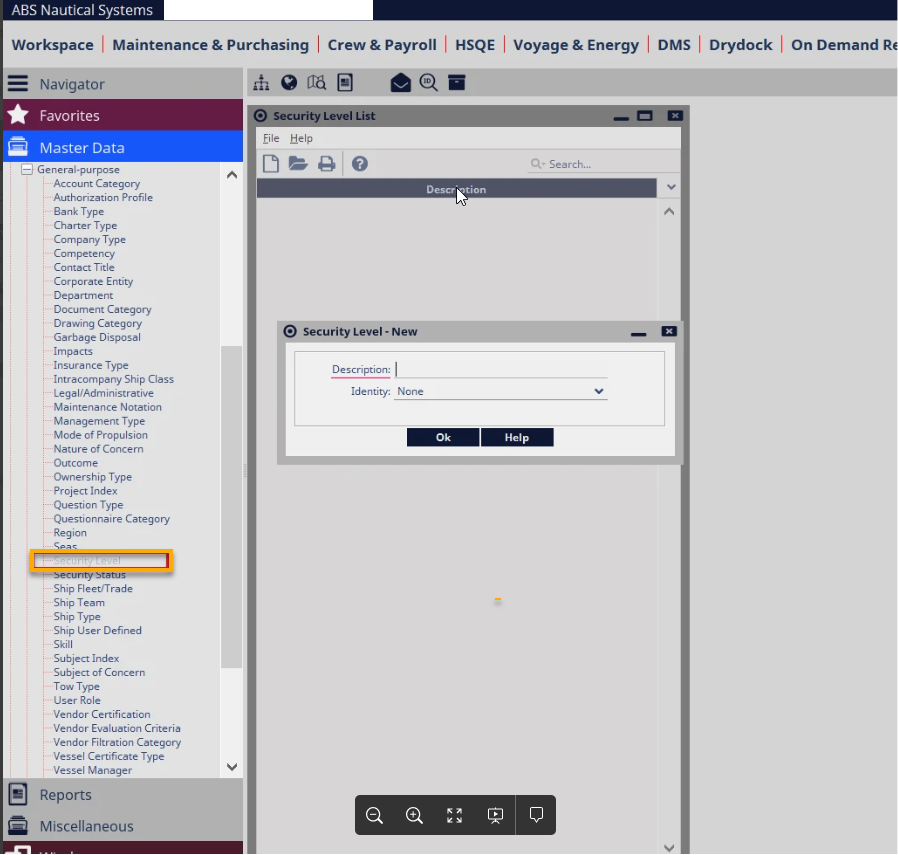 ABS Nautical Systems
Workspace Maintenance & Purchasing Crew & Payroll HSQE Voyage & Energy DMS Drydock On Demand Re
Navigator
Favorites
Master Data
General-purpose
Account Category
Authorization Profile
Bank Type
Charter Type
Company Type
Competency
Contact Title
Corporate Entity
Department
Document Category
Drawing Category
Garbage Disposal
Impacts
Insurance Type
Intracompany Ship Class
Legal/Administrative
Maintenance Notation
Management Type
Mode of Propulsion
Nature of Concern
Outcome
Ownership Type
Project Index
Question Type
Questionnaire Category
Region
Seas
Security Level
Security Status
Ship Fleet/Trade
Ship Team
Ship Type
Ship User Defined
Skill
Subject Index
Subject of Concern
Tow Type
User Role
Vendor Certification
Vendor Evaluation Criteria
Vendor Filtration Category
Vessel Certificate Type
Vessel Manager
Reports
Miscellaneous
ID
Security Level List
File Help
Search...
Description
Security Level - New
Description:
Identity: None
Ok Help